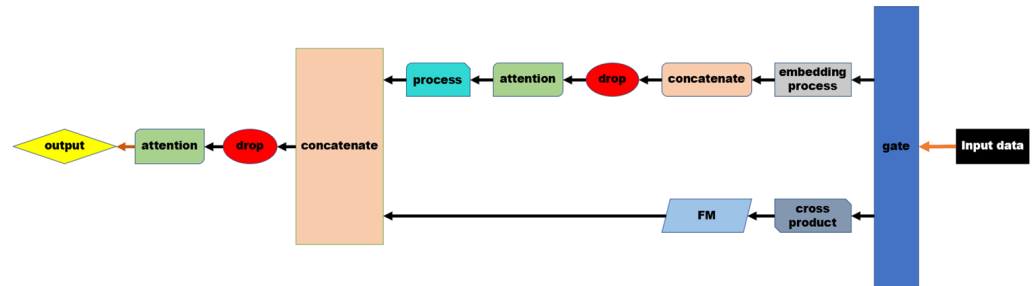 process
attention
drop
concatenate
embedding
process
output
attention
drop
concatenate
gate
Input data
FM
cross
product